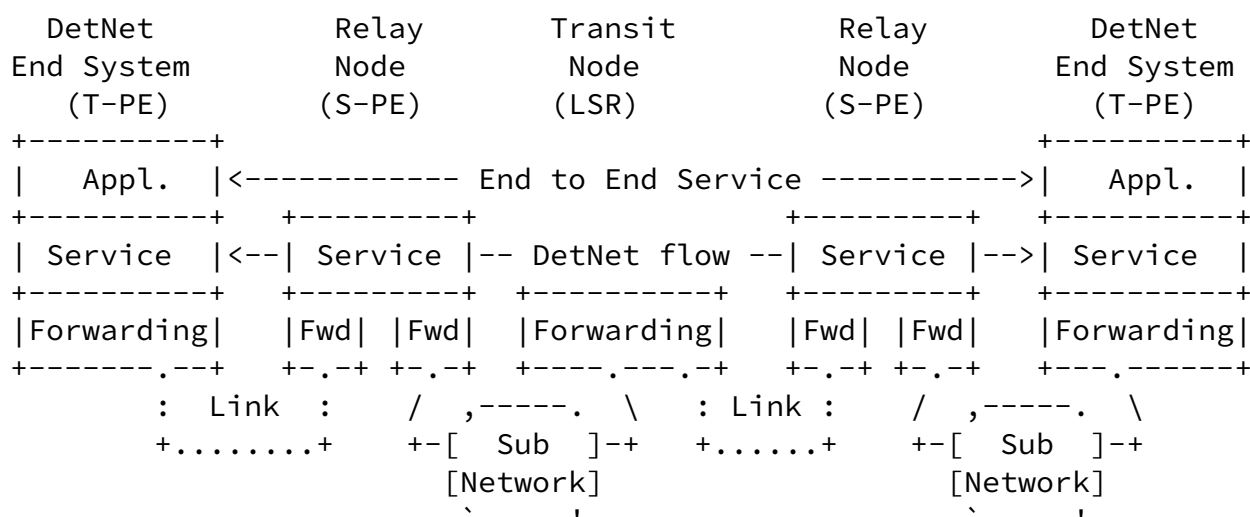 DetNet         Relay       Transit         Relay        DetNet
 End System       Node         Node           Node       End System
    (T-PE)       (S-PE)       (LSR)          (S-PE)        (T-PE)
 +----------+                                            +----------+
 |   Appl.  |<------------ End to End Service ----------->|   Appl.  |
 +----------+   +---------+                +---------+   +----------+
 | Service  |<--| Service |-- DetNet flow --| Service |-->| Service  |
 +----------+   +---------+  +----------+   +---------+   +----------+
 |Forwarding|   |Fwd| |Fwd|  |Forwarding|   |Fwd| |Fwd|   |Forwarding|
 +-------.--+   +-.-+ +-.-+  +----.---.-+   +-.-+ +-.-+   +---.------+
         :  Link  :    /  ,-----.  \   : Link :    /  ,-----.  \
         +........+    +-[  Sub  ]-+   +......+    +-[  Sub  ]-+
                         [Network]                   [Network]